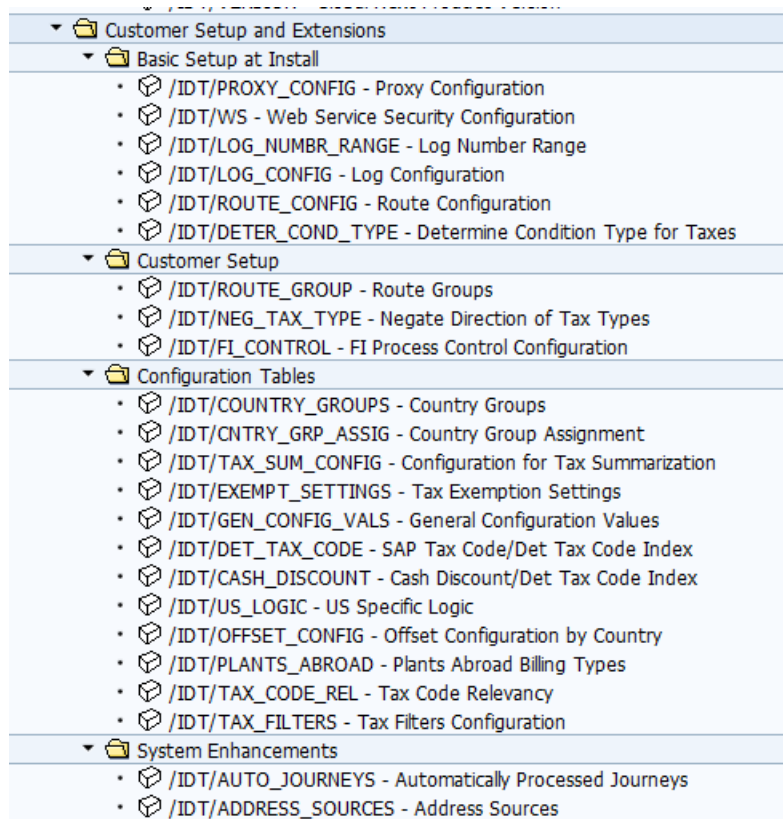 Customer Setup and Extensions
Basic Setup at Install
/IDT/PROXY_CONFIG - Proxy Configuration
/IDT/WS - Web Service Security Configuration
/IDT/LOG_NUMBR_RANGE - Log Number Range
/IDT/LOG_CONFIG - Log Configuration
/IDT/ROUTE_CONFIG - Route Configuration
/IDT/DETER_COND_TYPE - Determine Condition Type for Taxes
Customer Setup
/IDT/ROUTE_GROUP - Route Groups
/IDT/NEG_TAX_TYPE - Negate Direction of Tax Types
/IDT/FI_CONTROL - FI Process Control Configuration
Configuration Tables
/IDT/COUNTRY_GROUPS - Country Groups
/IDT/CNTRY_GRP_ASSIG - Country Group Assignment
/IDT/TAX_SUM_CONFIG - Configuration for Tax Summarization
/IDT/EXEMPT_SETTINGS - Tax Exemption Settings
/IDT/GEN_CONFIG_VALS - General Configuration Values
/IDT/DET_TAX_CODE - SAP Tax Code/Det Tax Code Index
/IDT/CASH_DISCOUNT - Cash Discount/Det Tax Code Index
/IDT/US_LOGIC - US Specific Logic
/IDT/OFFSET_CONFIG - Offset Configuration by Country
/IDT/PLANTS_ABROAD - Plants Abroad Billing Types
/IDT/TAX_CODE_REL - Tax Code Relevancy
/IDT/TAX_FILTERS - Tax Filters Configuration
System Enhancements
/IDT/AUTO_JOURNEYS - Automatically Processed Journeys
/IDT/ADDRESS_SOURCES - Address Sources